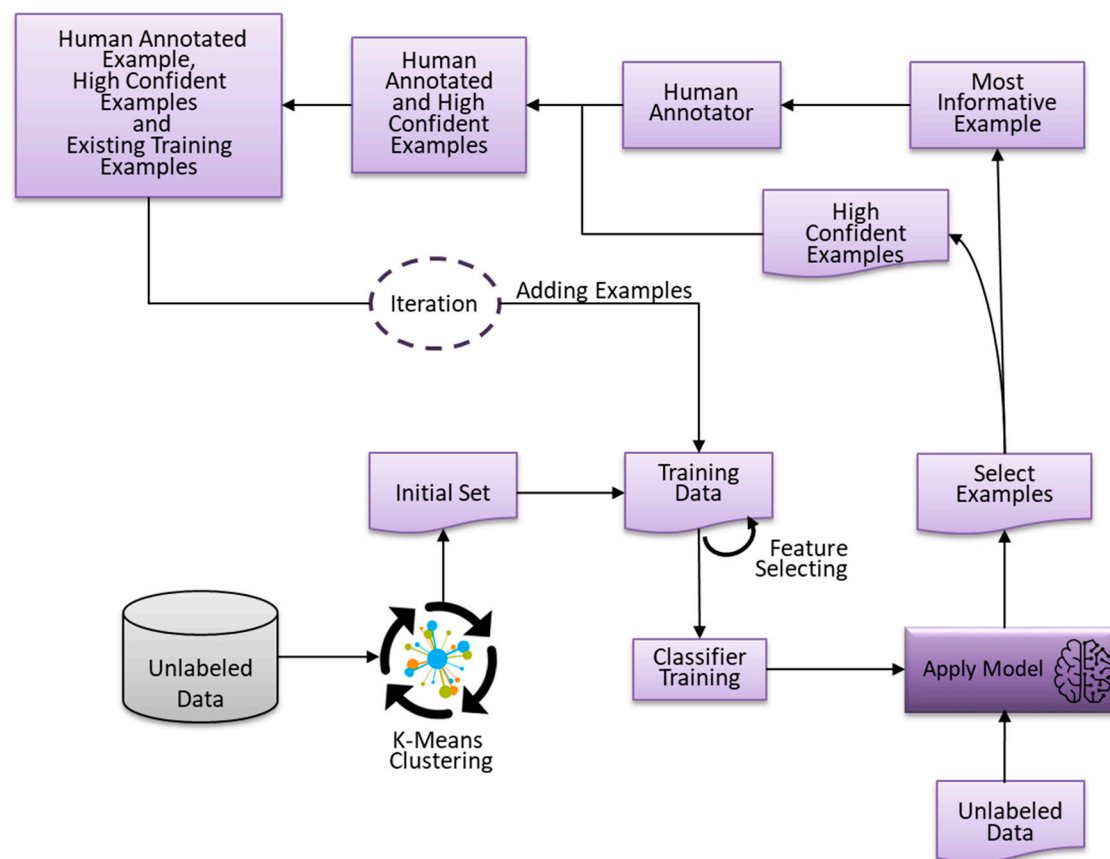 Human Annotated
Example,
High Confident
Examples
and
Existing Training
Examples
Human
Annotated
and High
Confident
Examples
Human
Annotator
Most
Informative
Example
High
Confident
Examples
Iteration
Adding Examples
Initial Set
Training
Data
Select
Examples
Feature
Selecting
Unlabeled
Data
K-Means
Clustering
Classifier
Training
Apply Model
Unlabeled
Data